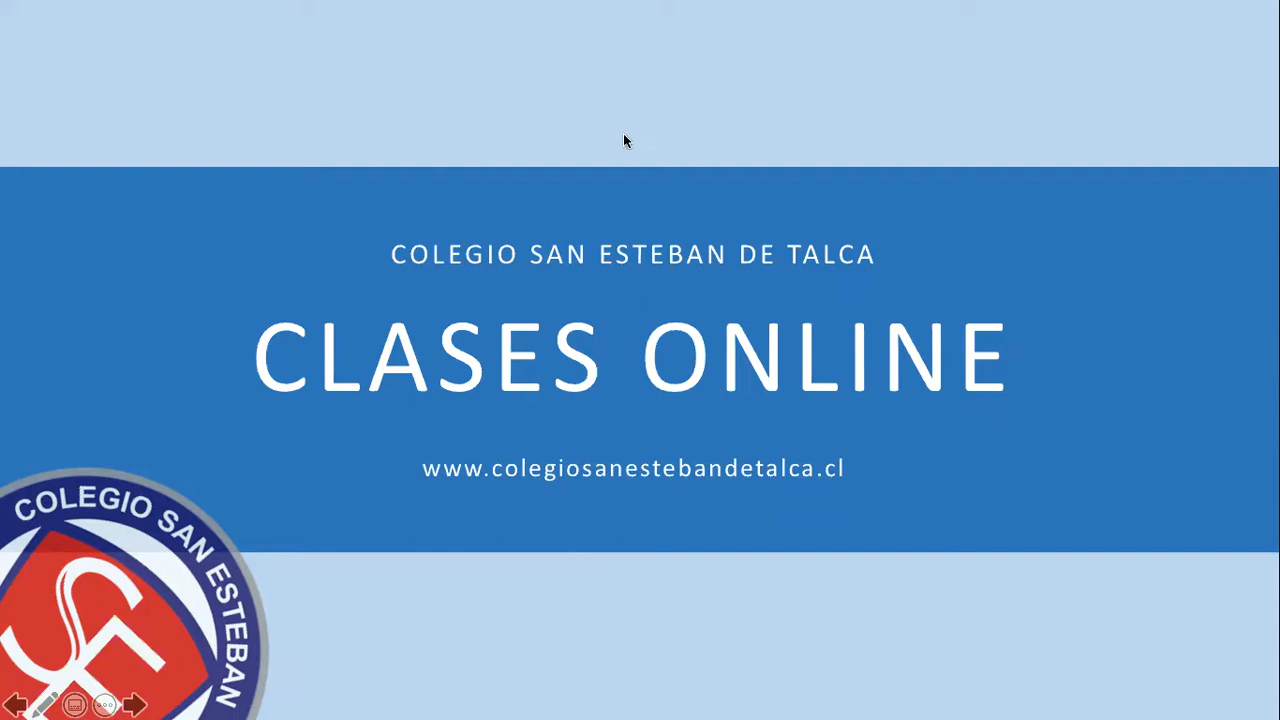 COLEGIO SAN ESTEBAN DE TALCA
CLASES ONLINE
www.colegiosanestebandetalca.cl
COLEGIO SAN ESTEBAN